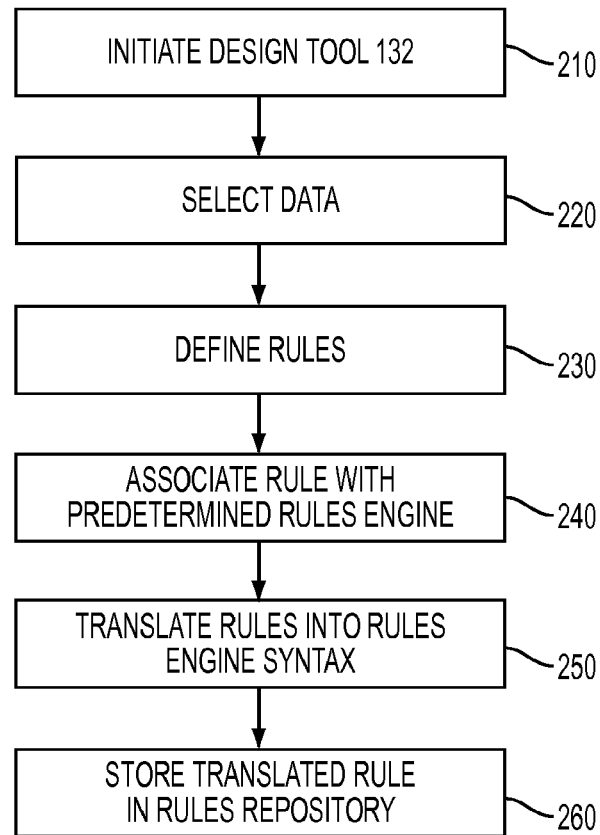 INITIATE DESIGN TOOL 132
210
SELECT DATA
220
DEFINE RULES
230
ASSOCIATE RULE WITH
PREDETERMINED RULES ENGINE
240
TRANSLATE RULES INTO RULES
ENGINE SYNTAX
250
STORE TRANSLATED RULE
IN RULES REPOSITORY
260